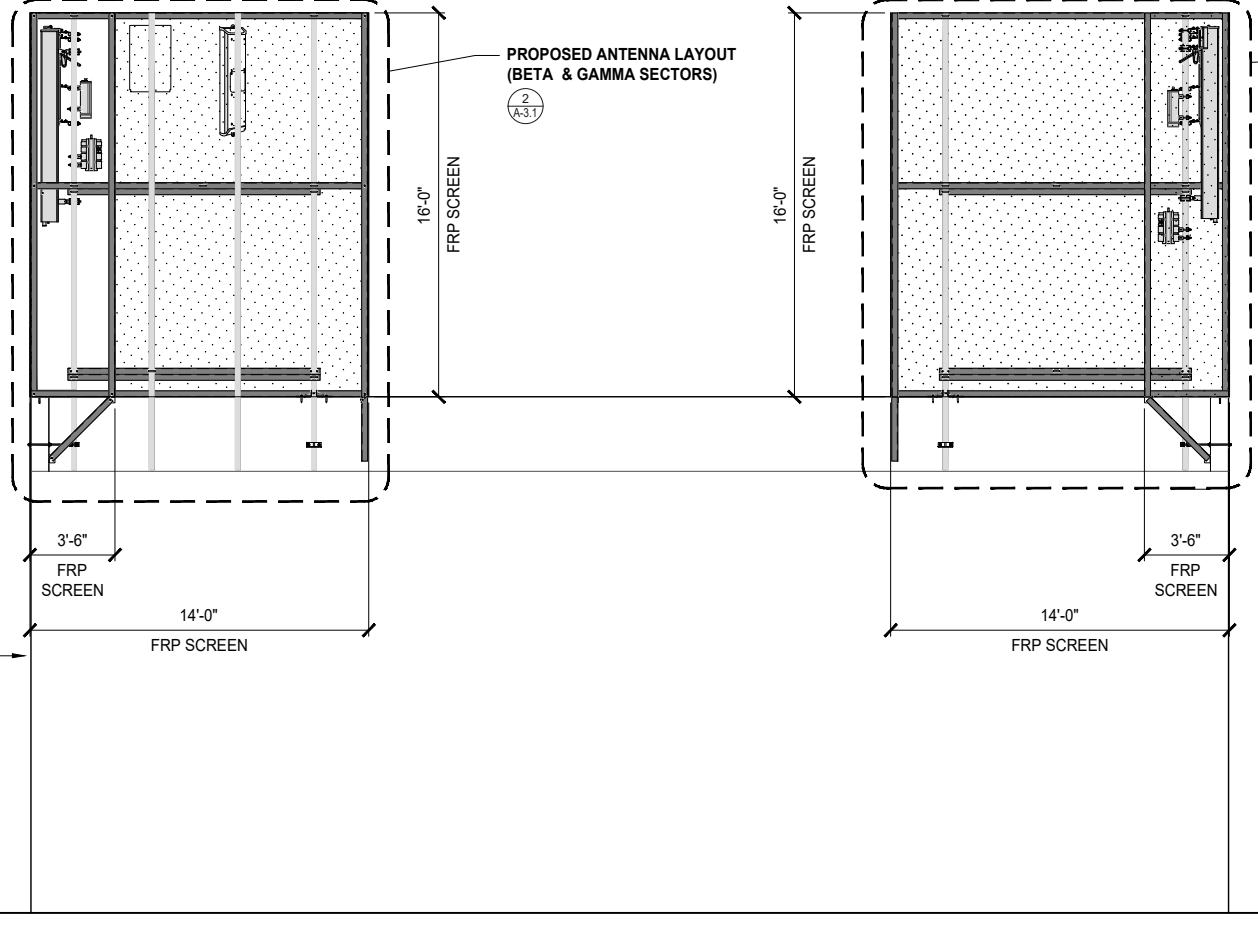 PROPOSED ANTENNA LAYOUT
(BETA & GAMMA SECTORS)
2
A-3.1
16'-0"
FRP SCREEN
16'-0"
FRP SCREEN
3'-6"
FRP
SCREEN
14'-0"
FRP SCREEN
3'-6"
FRP
SCREEN
14'-0"
FRP SCREEN